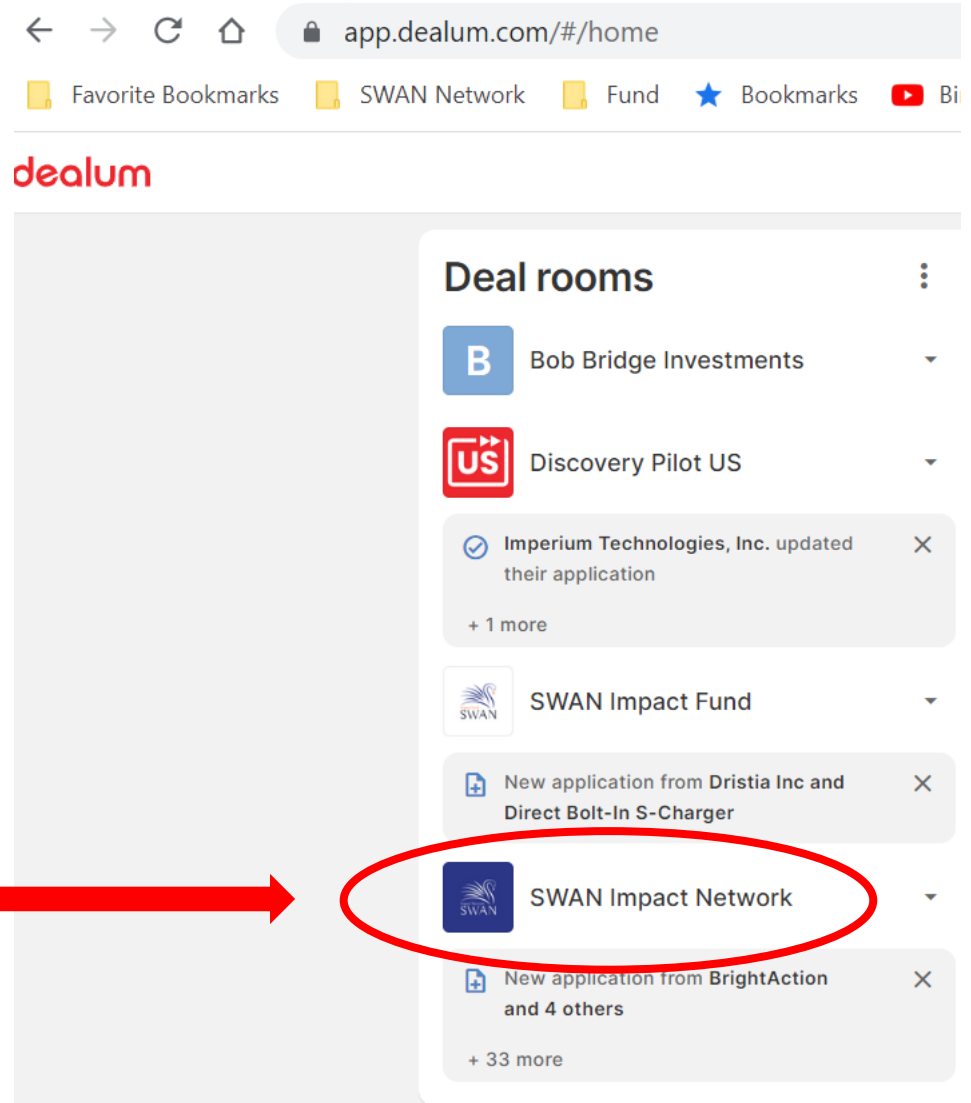 app.dealum.com/#/home
Favorite Bookmarks SWAN Network Fund Bookmarks
dealum
Deal rooms
B Bob Bridge Investments
US Discovery Pilot US
Imperium Technologies, Inc. updated
their application
+ 1 more
SWAN SWAN Impact Fund
New application from Dristia Inc and
Direct Bolt-In S-Charger
SWAN SWAN Impact Network
New application from BrightAction
and 4 others
+ 33 more